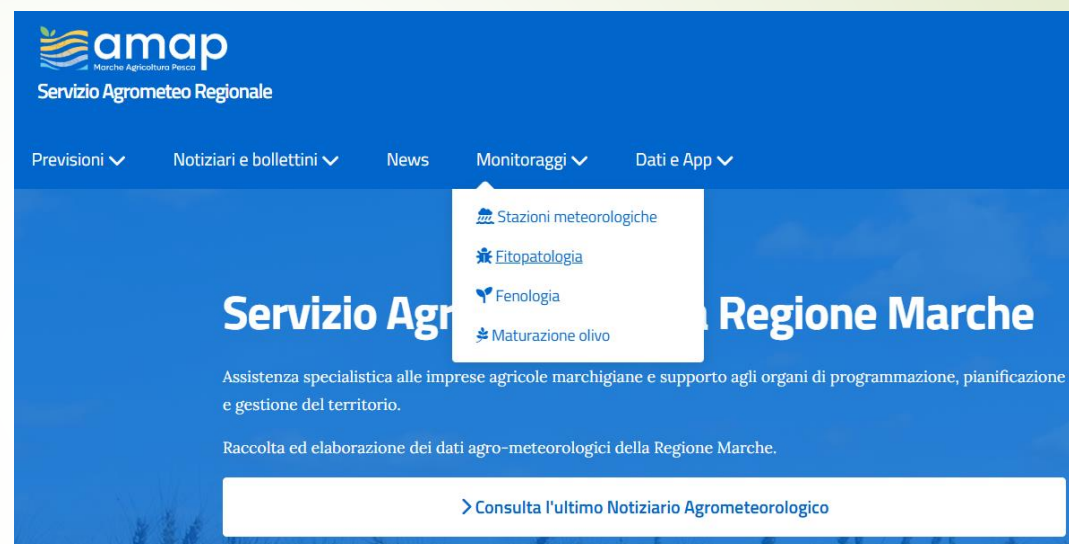 amap
Marche Agricoltura Pesca
Servizio Agrometeo Regionale
Previsioni
Notiziari e bollettini
News
Monitoraggi
Dati e App
Stazioni meteorologiche
Fitopatologia
Fenologia
Maturazione olivo
Servizio Agr
Regione Marche
Assistenza specialistica alle imprese agricole marchigiane e supporto agli organi di programmazione, pianificazione
e gestione del territorio.
Raccolta ed elaborazione dei dati agro-meteorologici della Regione Marche.
Consulta l'ultimo Notiziario Agrometeorologico